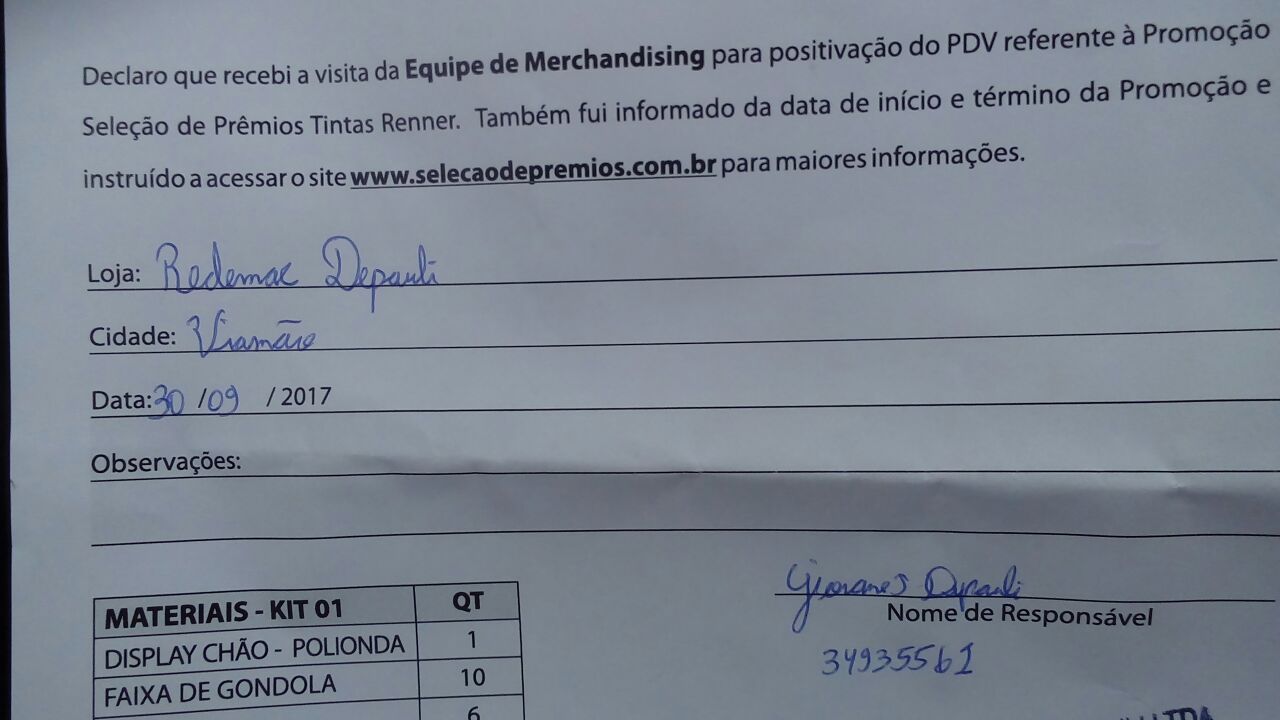 Declaro que recebi a visita da Equipe de Merchandising para positivação do PDV referente à Promoção
Seleção de Prêmios Tintas Renner. Também fui informado da data de início e término da Promoção e
instruído a acessar o site www.selecaodepremios.com.br para maiores informações.
Loja: Redemac Depauli
Cidade: Viamão
Data: 30 /09 / 2017
Observações:
MATERIAIS - KIT 01 QT
DISPLAY CHÃO - POLIONDA 1
FAIXA DE GONDOLA 10
6
Depauli
Nome de Responsável
34935561
LTDA